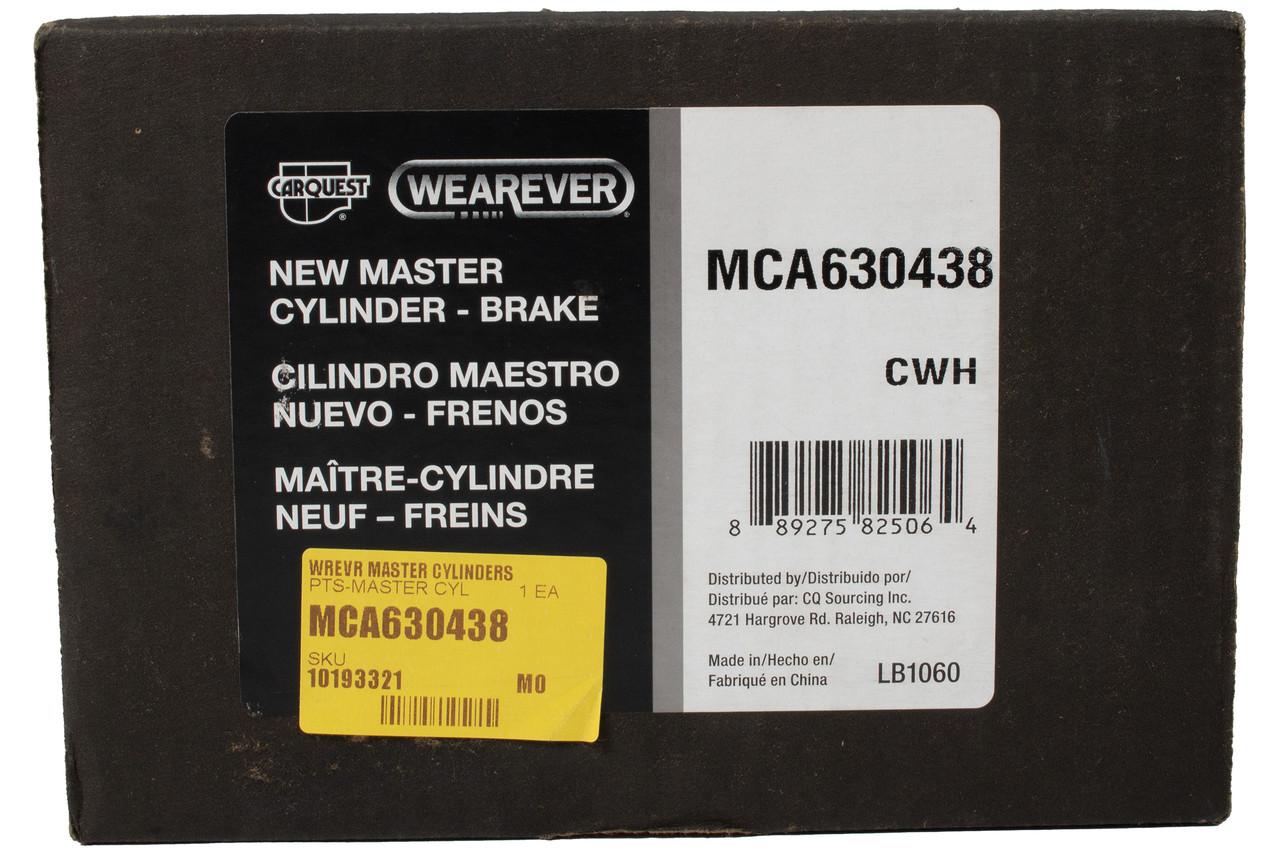 CARQUEST ®
WEAREVER ®
NEW MASTER
CYLINDER - BRAKE
CILINDRO MAESTRO
NUEVO - FRENOS
MAÎTRE-CYLINDRE
NEUF – FREINS
WREVR MASTER CYLINDERS
PTS-MASTER CYL 1 EA
MCA630438
SKU
10193321 MO
MCA630438
CWH
8 89275 82506 4
Distributed by/Distribuido por/
Distribué par: CQ Sourcing Inc.
4721 Hargrove Rd. Raleigh, NC 27616
Made in/Hecho en/
Fabriqué en China
LB1060